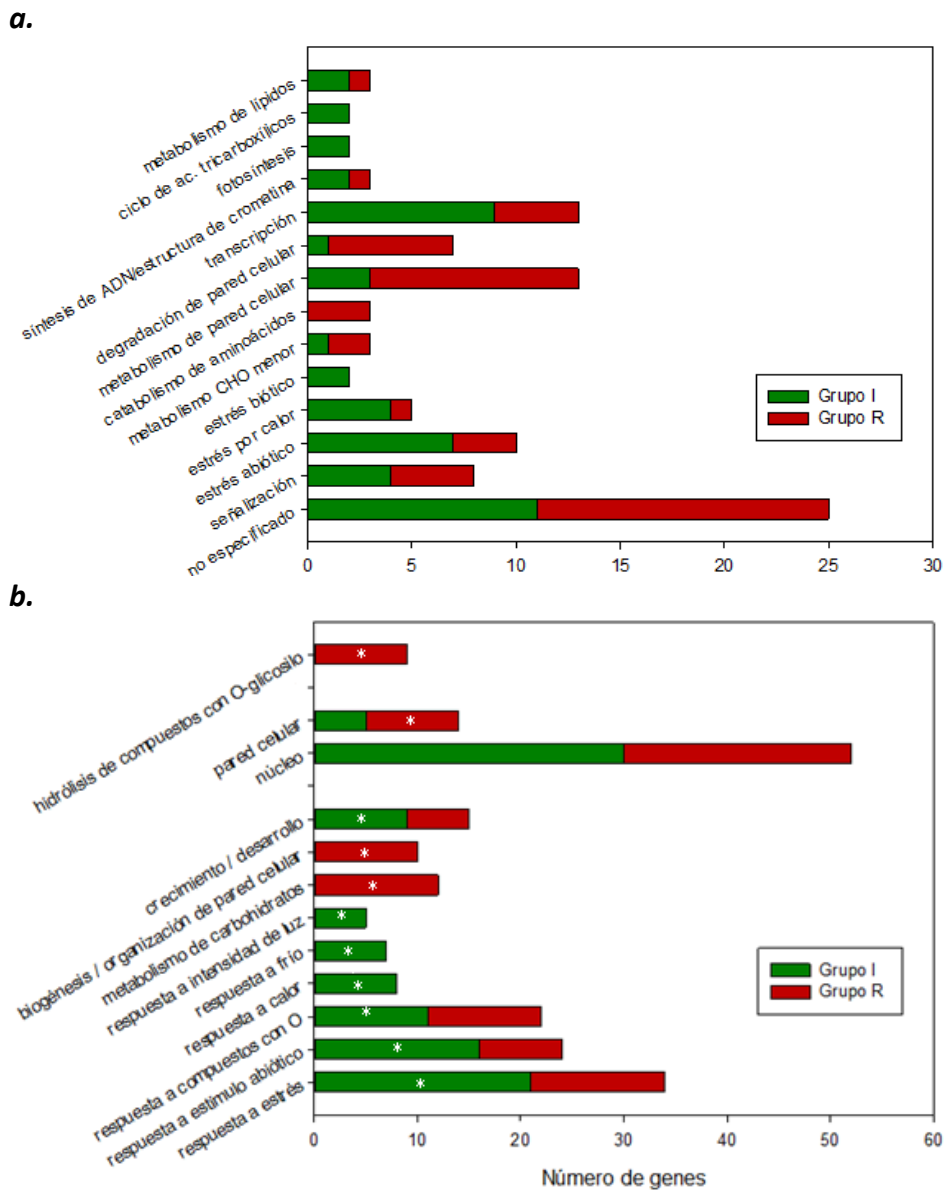 a.
metabolismo de lípidos
ciclo de ac. tricarboxílicos
fotosíntesis
síntesis de ADN/estructura de cromatina
transcripción
degradación de pared celular
metabolismo de pared celular
catabolismo de aminoácidos
metabolismo CHO menor
estrés biótico
estrés por calor
estrés abiótico
señalización
no especificado
Grupo I
Grupo R
0 5 10 15 20 25 30
b.
hidrólisis de compuestos con O-glicosilo
*
pared celular
*
núcleo
crecimiento / desarrollo
*
biogénesis / organización de pared celular
*
metabolismo de carbohidratos
*
respuesta a intensidad de luz
*
respuesta a frío
*
respuesta a calor
*
respuesta a compuestos con O
*
respuesta a estimulo abiótico
*
respuesta a estrés
*
Grupo I
Grupo R
0 10 20 30 40 50 60
Número de genes